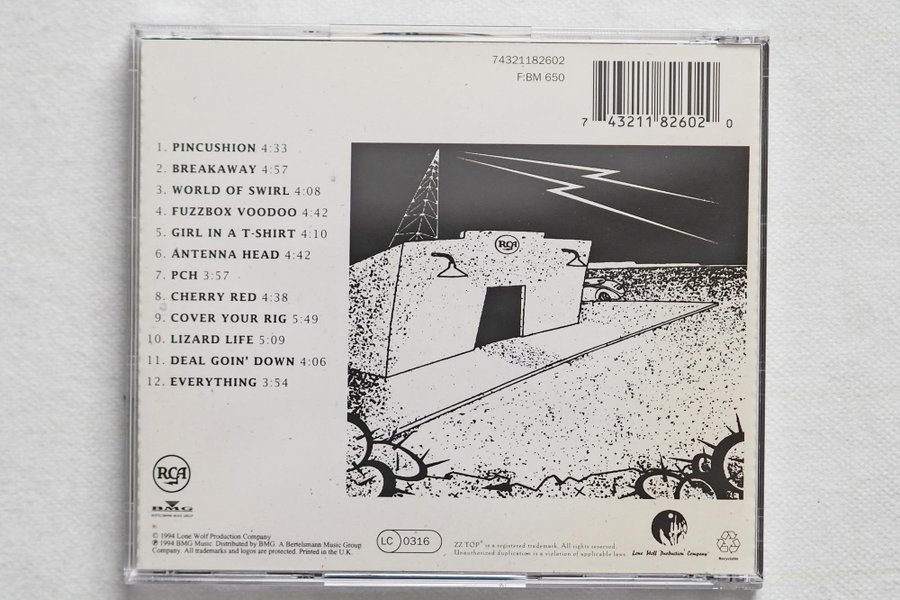 74321182602
F:BM 650
7 43211 82602 0
1. PINCUSHION 4:33
2. BREAKAWAY 4:57
3. WORLD OF SWIRL 4:08
4. FUZZBOX VOODOO 4:42
5. GIRL IN A T-SHIRT 4:10
6. ANTENNA HEAD 4:42
7. PCH 3:57
8. CHERRY RED 4:38
9. COVER YOUR RIG 5:49
10. LIZARD LIFE 5:09
11. DEAL GOIN' DOWN 4:06
12. EVERYTHING 3:54
RCA
RCA
BMG
BERTELSMANN MUSIC GROUP
© 1994 Lone Wolf Production Company
℗ 1994 BMG Music. Distributed by BMG. A Bertelsmann Music Group
Company. All trademarks and logos are protected. Printed in the U.K.
LC 0316
ZZ TOP® is a registered trademark. All rights reserved.
Unauthorized duplication is a violation of applicable laws.
Lone Wolf Production Company
Recyclable